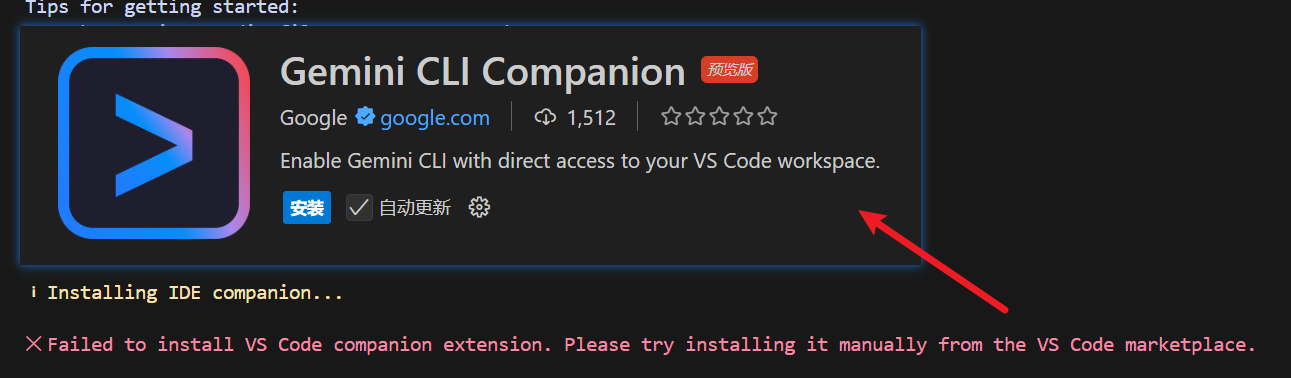 Tips for getting started:
Gemini CLI Companion 预览版
Google google.com 1,512
Enable Gemini CLI with direct access to your VS Code workspace.
安装 自动更新
i Installing IDE companion...
✕ Failed to install VS Code companion extension. Please try installing it manually from the VS Code marketplace.